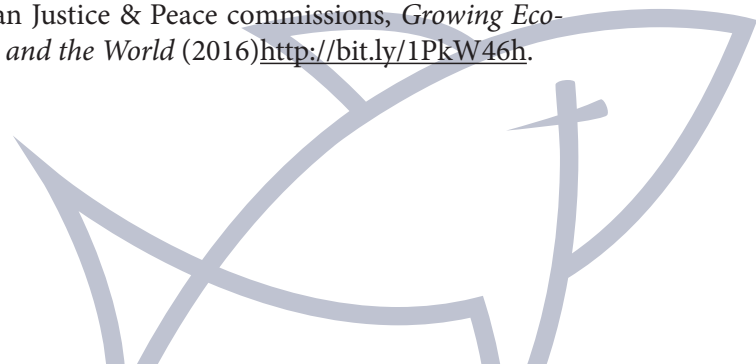 an Justice & Peace commissions, Growing Eco-
and the World (2016)http://bit.ly/1PkW46h.